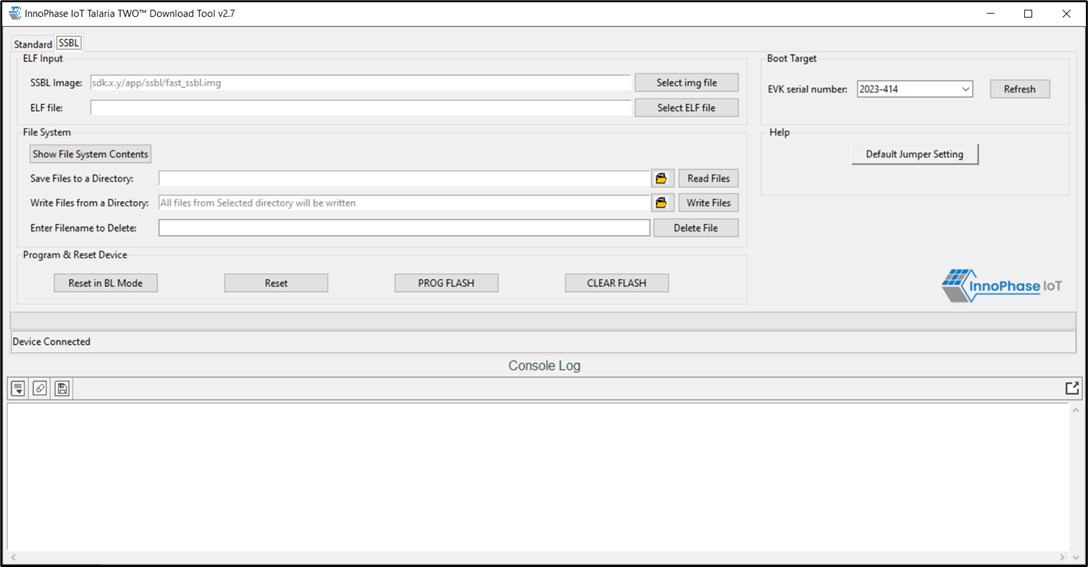 InnoPhase IoT Talaria TWO™ Download Tool v2.7
Standard SSBL
ELF Input
SSBL Image: sdk.x.y/app/ssbl/fast_ssbl.img Select img file
ELF file: Select ELF file
Boot Target
EVK serial number: 2023-414 Refresh
File System
Show File System Contents
Save Files to a Directory: Read Files
Write Files from a Directory: All files from Selected directory will be written Write Files
Enter Filename to Delete: Delete File
Help
Default Jumper Setting
Program & Reset Device
Reset in BL Mode Reset PROG FLASH CLEAR FLASH
InnoPhase IoT
Device Connected
Console Log